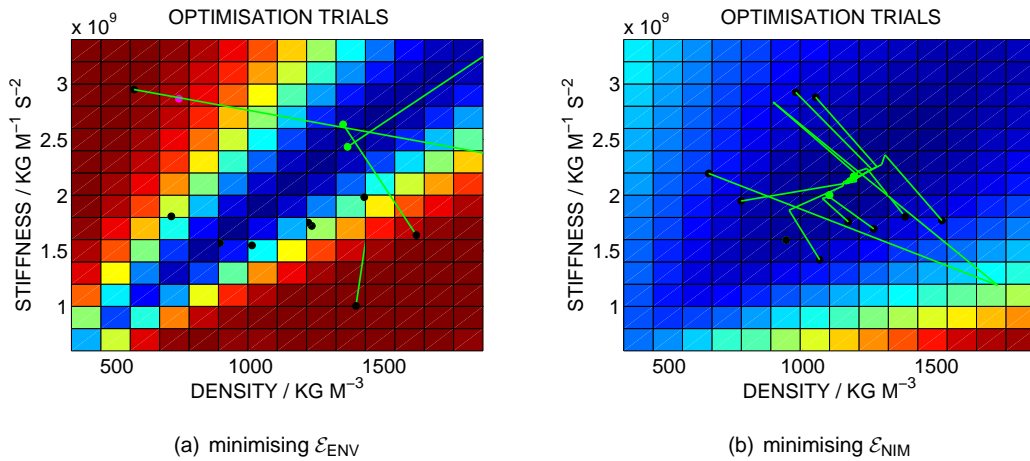 OPTIMISATION TRIALS
x 10⁹
3
2.5
2
1.5
1
STIFFNESS / KG M⁻¹ S⁻²
500 1000 1500
DENSITY / KG M⁻³
(a) minimising ℰENV
OPTIMISATION TRIALS
x 10⁹
3
2.5
2
1.5
1
STIFFNESS / KG M⁻¹ S⁻²
500 1000 1500
DENSITY / KG M⁻³
(b) minimising ℰNIM